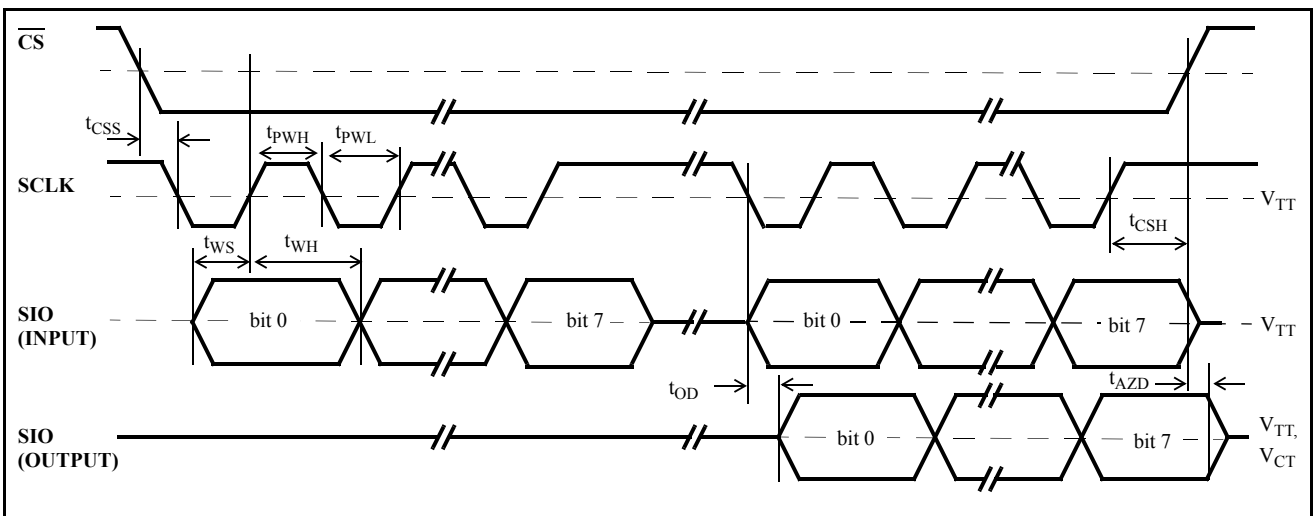 CS
tCSS
tPWH
tPWL
SCLK
VTT
tCSH
tWS
tWH
SIO
(INPUT)
bit 0
bit 7
bit 0
bit 7
VTT
tOD
tAZD
SIO
(OUTPUT)
bit 0
bit 7
VTT,
VCT